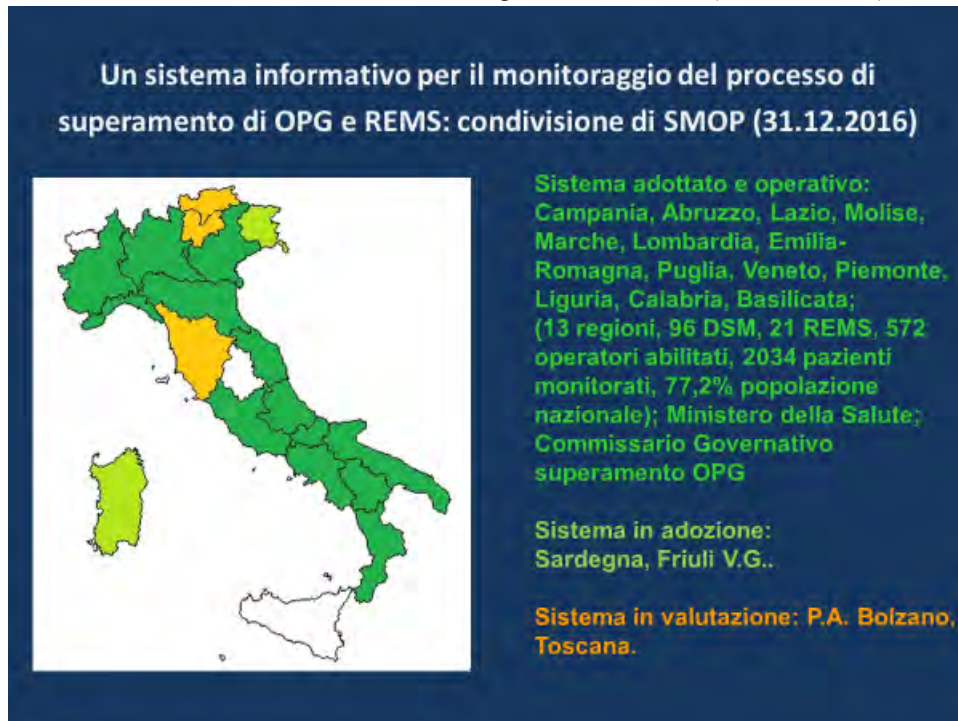 Un sistema informativo per il monitoraggio del processo di
superamento di OPG e REMS: condivisione di SMOP (31.12.2016)
Sistema adottato e operativo:
Campania, Abruzzo, Lazio, Molise,
Marche, Lombardia, Emilia-
Romagna, Puglia, Veneto, Piemonte,
Liguria, Calabria, Basilicata;
(13 regioni, 96 DSM, 21 REMS, 572
operatori abilitati, 2034 pazienti
monitorati, 77,2% popolazione
nazionale); Ministero della Salute;
Commissario Governativo
superamento OPG
Sistema in adozione:
Sardegna, Friuli V.G..
Sistema in valutazione: P.A. Bolzano,
Toscana.